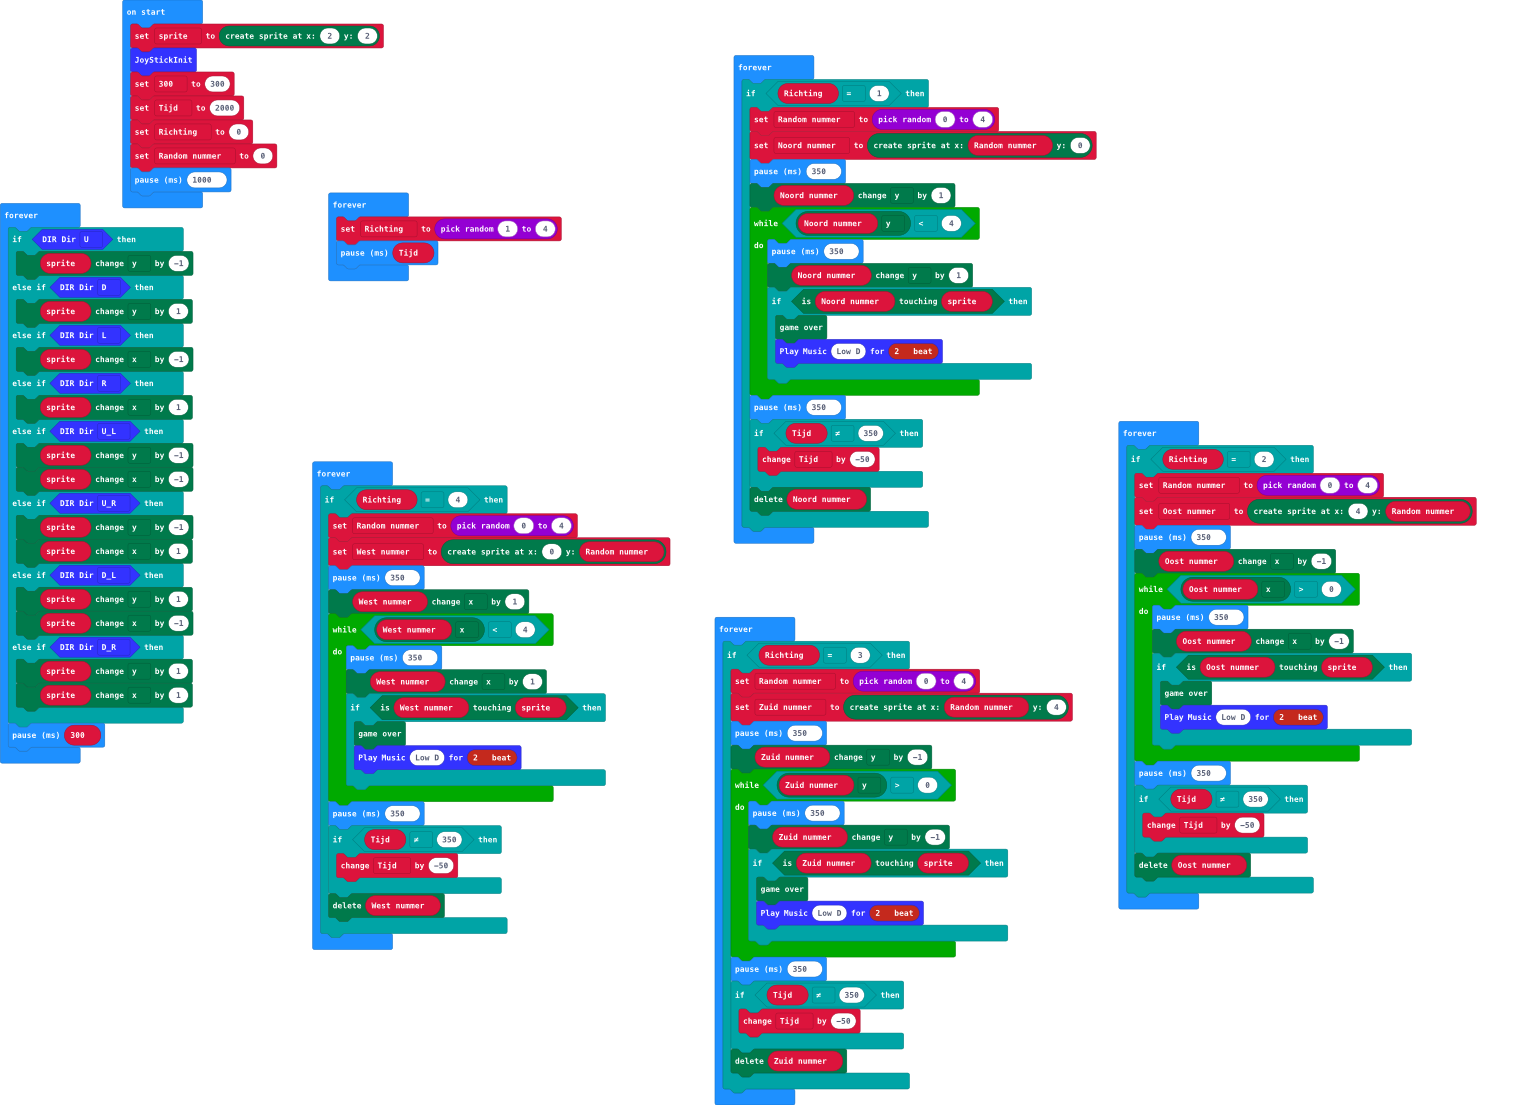 on start
set sprite to create sprite at x: 2 y: 2
JoyStickInit
set 300 to 300
set Tijd to 2000
set Richting to 0
set Random nummer to 0
pause (ms) 1000
forever
if DIR Dir U then
sprite change y by -1
else if DIR Dir D then
sprite change y by 1
else if DIR Dir L then
sprite change x by -1
else if DIR Dir R then
sprite change x by 1
else if DIR Dir U_L then
sprite change y by -1
sprite change x by -1
else if DIR Dir U_R then
sprite change y by -1
sprite change x by 1
else if DIR Dir D_L then
sprite change y by 1
sprite change x by -1
else if DIR Dir D_R then
sprite change y by 1
sprite change x by 1
pause (ms) 300
forever
set Richting to pick random 1 to 4
pause (ms) Tijd
forever
if Richting = 4 then
set Random nummer to pick random 0 to 4
set West nummer to create sprite at x: 0 y: Random nummer
pause (ms) 350
West nummer change x by 1
while West nummer x < 4
do
pause (ms) 350
West nummer change x by 1
if is West nummer touching sprite then
game over
Play Music Low D for 2 beat
pause (ms) 350
if Tijd ≠ 350 then
change Tijd by -50
delete West nummer
forever
if Richting = 1 then
set Random nummer to pick random 0 to 4
set Noord nummer to create sprite at x: Random nummer y: 0
pause (ms) 350
Noord nummer change y by 1
while Noord nummer y < 4
do
pause (ms) 350
Noord nummer change y by 1
if is Noord nummer touching sprite then
game over
Play Music Low D for 2 beat
pause (ms) 350
if Tijd ≠ 350 then
change Tijd by -50
delete Noord nummer
forever
if Richting = 3 then
set Random nummer to pick random 0 to 4
set Zuid nummer to create sprite at x: Random nummer y: 4
pause (ms) 350
Zuid nummer change y by -1
while Zuid nummer y > 0
do
pause (ms) 350
Zuid nummer change y by -1
if is Zuid nummer touching sprite then
game over
Play Music Low D for 2 beat
pause (ms) 350
if Tijd ≠ 350 then
change Tijd by -50
delete Zuid nummer
forever
if Richting = 2 then
set Random nummer to pick random 0 to 4
set Oost nummer to create sprite at x: 4 y: Random nummer
pause (ms) 350
Oost nummer change x by -1
while Oost nummer x > 0
do
pause (ms) 350
Oost nummer change x by -1
if is Oost nummer touching sprite then
game over
Play Music Low D for 2 beat
pause (ms) 350
if Tijd ≠ 350 then
change Tijd by -50
delete Oost nummer